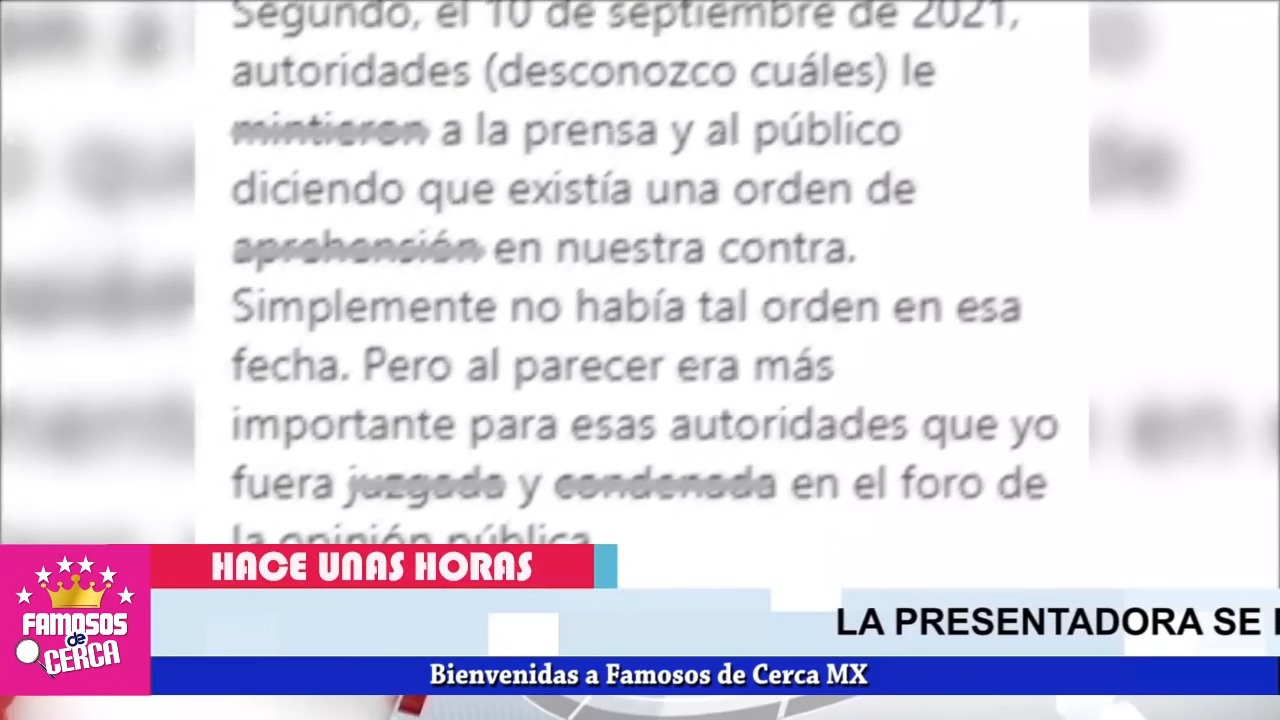 Segundo, el 10 de septiembre de 2021,
autoridades (desconozco cuáles) le
mintieron a la prensa y al público
diciendo que existía una orden de
aprehensión en nuestra contra.
Simplemente no había tal orden en esa
fecha. Pero al parecer era más
importante para esas autoridades que yo
fuera juzgada y condenada en el foro de
la opinión pública.
HACE UNAS HORAS
LA PRESENTADORA SE
FAMOSOS
de
CERCA
Bienvenidas a Famosos de Cerca MX